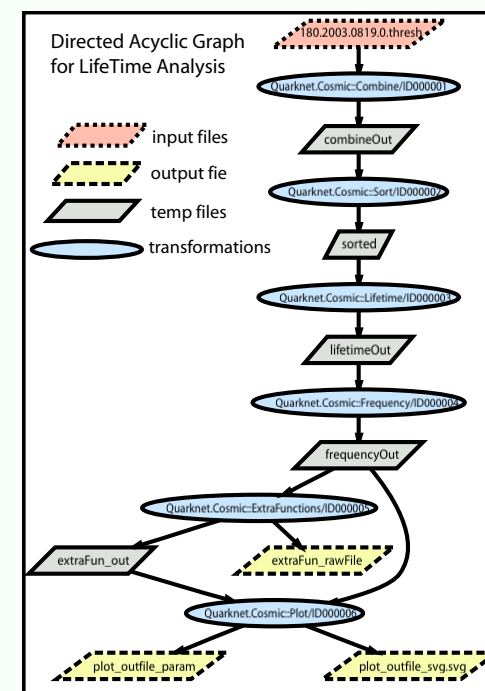 Directed Acyclic Graph
for LifeTime Analysis
180.2003.0819.0.thresh
Quarknet.Cosmic::Combine/ID000001
input files
combineOut
output fie
Quarknet.Cosmic::Sort/ID000002
temp files
transformations
sorted
Quarknet.Cosmic::Lifetime/ID000003
lifetimeOut
Quarknet.Cosmic::Frequency/ID000004
frequencyOut
Quarknet.Cosmic::ExtraFunctions/ID000005
extraFun_out
extraFun_rawFile
Quarknet.Cosmic::Plot/ID000006
plot_outfile_param
plot_outfile_svg.svg